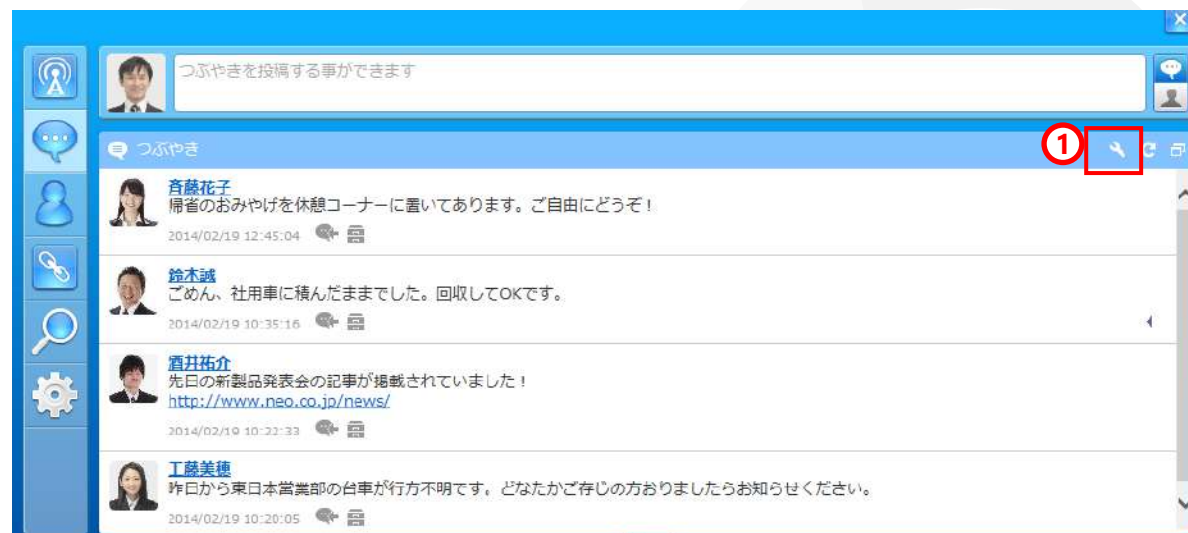 つぶやきを投稿する事ができます
つぶやき
①
斉藤花子
帰省のおみやげを休憩コーナーに置いてあります。ご自由にどうぞ！
2014/02/19 12:45:04
鈴木誠
ごめん、社用車に積んだままでした。回収してOKです。
2014/02/19 10:35:16
酒井祐介
先日の新製品発表会の記事が掲載されていました！
http://www.neo.co.jp/news/
2014/02/19 10:22:33
工藤美穂
昨日から東日本営業部の台車が行方不明です。どなたかご存じの方おりましたらお知らせください。
2014/02/19 10:20:05